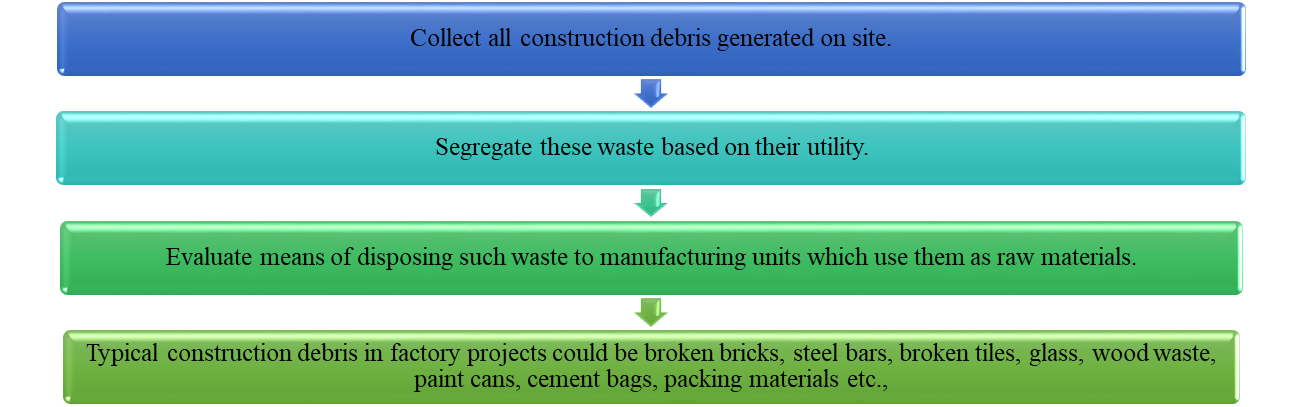 Collect all construction debris generated on site.
Segregate these waste based on their utility.
Evaluate means of disposing such waste to manufacturing units which use them as raw materials.
Typical construction debris in factory projects could be broken bricks, steel bars, broken tiles, glass, wood waste,
paint cans, cement bags, packing materials etc.,